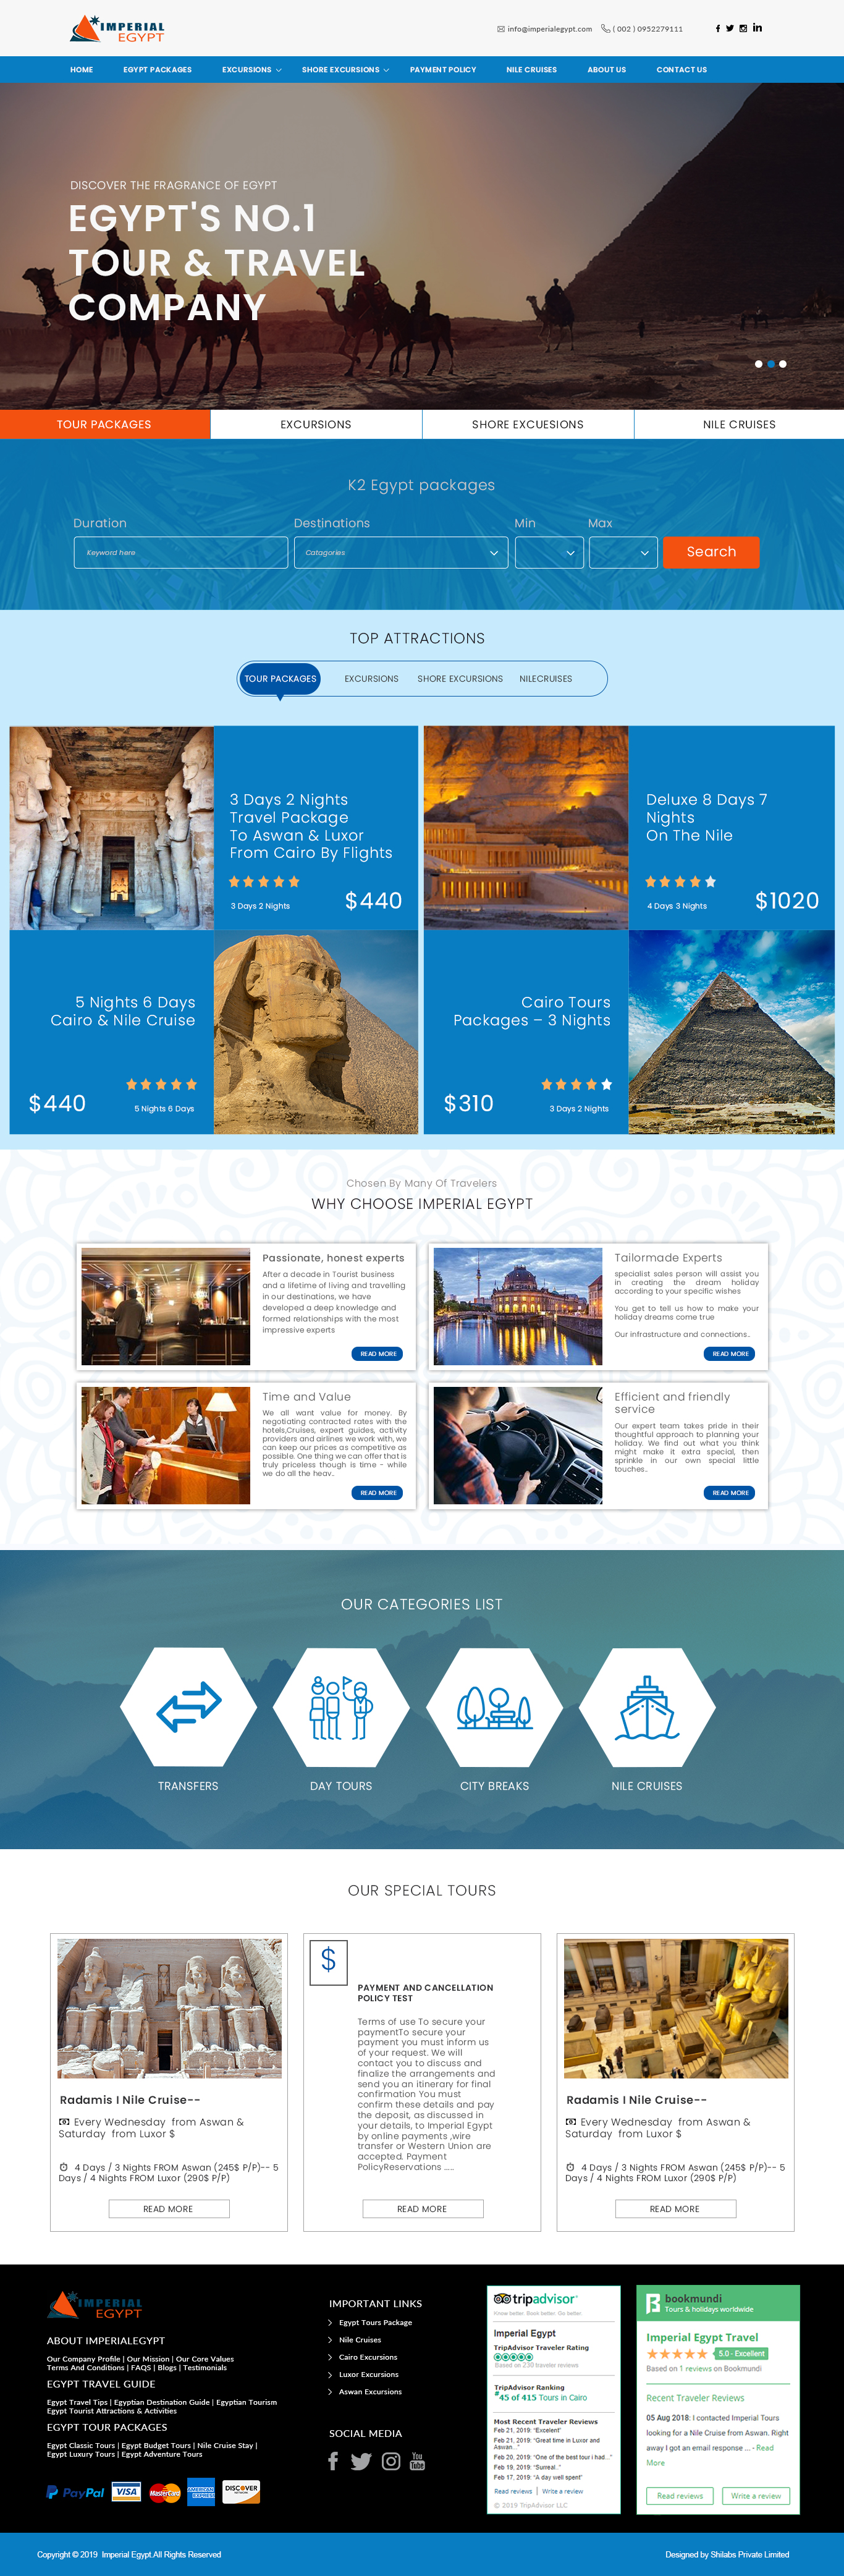 IMPERIAL
EGYPT
info@imperialegypt.com
( 002 ) 0952279111
HOME
EGYPT PACKAGES
EXCURSIONS
SHORE EXCURSIONS
PAYMENT POLICY
NILE CRUISES
ABOUT US
CONTACT US
DISCOVER THE FRAGRANCE OF EGYPT
EGYPT'S NO.1
TOUR & TRAVEL
COMPANY
TOUR PACKAGES
EXCURSIONS
SHORE EXCUESIONS
NILE CRUISES
K2 Egypt packages
Duration
Destinations
Min
Max
Keyword here
Catagories
Search
TOP ATTRACTIONS
TOUR PACKAGES
EXCURSIONS
SHORE EXCURSIONS
NILECRUISES
3 Days 2 Nights
Travel Package
To Aswan & Luxor
From Cairo By Flights
3 Days 2 Nights
$440
Deluxe 8 Days 7
Nights
On The Nile
4 Days 3 Nights
$1020
5 Nights 6 Days
Cairo & Nile Cruise
$440
5 Nights 6 Days
Cairo Tours
Packages – 3 Nights
$310
3 Days 2 Nights
Chosen By Many Of Travelers
WHY CHOOSE IMPERIAL EGYPT
Passionate, honest experts
After a decade in Tourist business
and a lifetime of living and travelling
in our destinations, we have
developed a deep knowledge and
formed relationships with the most
impressive experts
READ MORE
Tailormade Experts
specialist sales person will assist you
in creating the dream holiday
according to your specific wishes
You get to tell us how to make your
holiday dreams come true
Our infrastructure and connections..
READ MORE
Time and Value
We all want value for money. By
negotiating contracted rates with the
hotels,Cruises, expert guides, activity
providers and airlines we work with, we
can keep our prices as competitive as
possible. One thing we can offer that is
truly priceless though is time - while
we do all the heav..
READ MORE
Efficient and friendly
service
Our expert team takes pride in their
thoughtful approach to planning your
holiday. We find out what you think
might make it extra special, then
sprinkle in our own special little
touches..
READ MORE
OUR CATEGORIES LIST
TRANSFERS
DAY TOURS
CITY BREAKS
NILE CRUISES
OUR SPECIAL TOURS
Radamis I Nile Cruise--
Every Wednesday from Aswan &
Saturday from Luxor $
4 Days / 3 Nights FROM Aswan (245$ P/P)-- 5
Days / 4 Nights FROM Luxor (290$ P/P)
READ MORE
$
PAYMENT AND CANCELLATION
POLICY TEST
Terms of use To secure your
paymentTo secure your
payment you must inform us
of your request. We will
contact you to discuss and
finalize the arrangements and
send you an itinerary for final
confirmation You must
confirm these details and pay
the deposit, as discussed in
your details, to Imperial Egypt
by online payments ,wire
transfer or Western Union are
accepted. Payment
PolicyReservations .....
READ MORE
Radamis I Nile Cruise--
Every Wednesday from Aswan &
Saturday from Luxor $
4 Days / 3 Nights FROM Aswan (245$ P/P)-- 5
Days / 4 Nights FROM Luxor (290$ P/P)
READ MORE
IMPERIAL
EGYPT
ABOUT IMPERIALEGYPT
Our Company Profile | Our Mission | Our Core Values
Terms And Conditions | FAQS | Blogs | Testimonials
EGYPT TRAVEL GUIDE
Egypt Travel Tips | Egyptian Destination Guide | Egyptian Tourism
Egypt Tourist Attractions & Activities
EGYPT TOUR PACKAGES
Egypt Classic Tours | Egypt Budget Tours | Nile Cruise Stay |
Egypt Luxury Tours | Egypt Adventure Tours
PayPal
VISA
MasterCard
AMERICAN EXPRESS
DISCOVER
IMPORTANT LINKS
Egypt Tours Package
Nile Cruises
Cairo Excursions
Luxor Excursions
Aswan Excursions
SOCIAL MEDIA
You
Tube
tripadvisor
Know better. Book better. Go better.
Imperial Egypt
TripAdvisor Traveler Rating
Based on 230 traveler reviews
TripAdvisor Ranking
#45 of 415 Tours in Cairo
Most Recent Traveler Reviews
Feb 21, 2019: "Excelent"
Feb 21, 2019: "Great time in Luxor and
Aswan..."
Feb 20, 2019: "One of the best tour i had..."
Feb 19, 2019: "Surreal.."
Feb 17, 2019: "A day well spent"
Read reviews | Write a review
© 2019 TripAdvisor LLC
bookmundi
Tours & holidays worldwide
Imperial Egypt Travel
5.0 - Excellent
Based on 1 reviews on Bookmundi
Recent Traveler Reviews
05 Aug 2018: I contacted Imperial Tours
looking for a Nile Cruise from Aswan. Right
away I got an email response ... - Read
More
Read reviews
Write a review
Copyright © 2019 Imperial Egypt.All Rights Reserved
Designed by Shilabs Private Limited